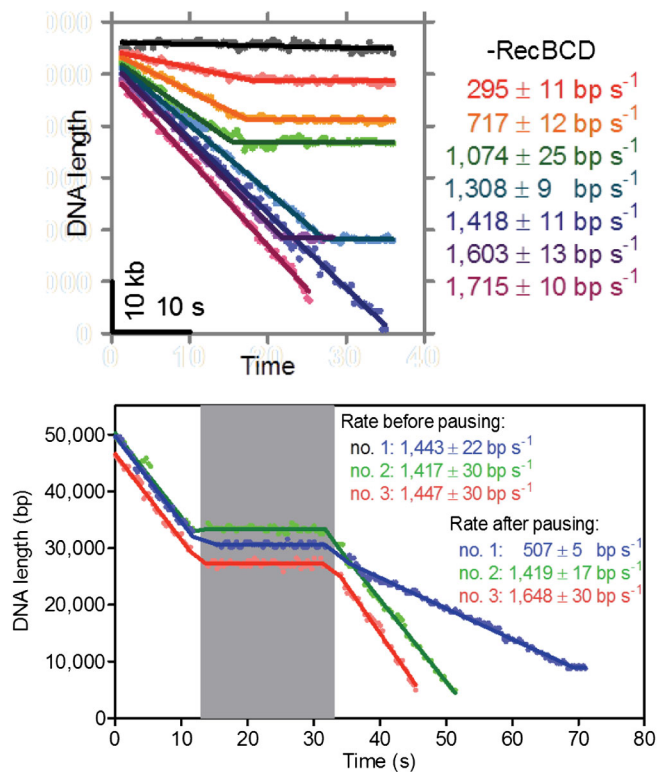 -RecBCD
295 ± 11 bp s⁻¹
717 ± 12 bp s⁻¹
1,074 ± 25 bp s⁻¹
1,308 ± 9 bp s⁻¹
1,418 ± 11 bp s⁻¹
1,603 ± 13 bp s⁻¹
1,715 ± 10 bp s⁻¹
DNA length
10 kb
10 s
0 10 20 30 40
Time
50,000
40,000
30,000
20,000
10,000
0
DNA length (bp)
Rate before pausing:
no. 1: 1,443 ± 22 bp s⁻¹
no. 2: 1,417 ± 30 bp s⁻¹
no. 3: 1,447 ± 30 bp s⁻¹
Rate after pausing:
no. 1: 507 ± 5 bp s⁻¹
no. 2: 1,419 ± 17 bp s⁻¹
no. 3: 1,648 ± 30 bp s⁻¹
0 10 20 30 40 50 60 70 80
Time (s)